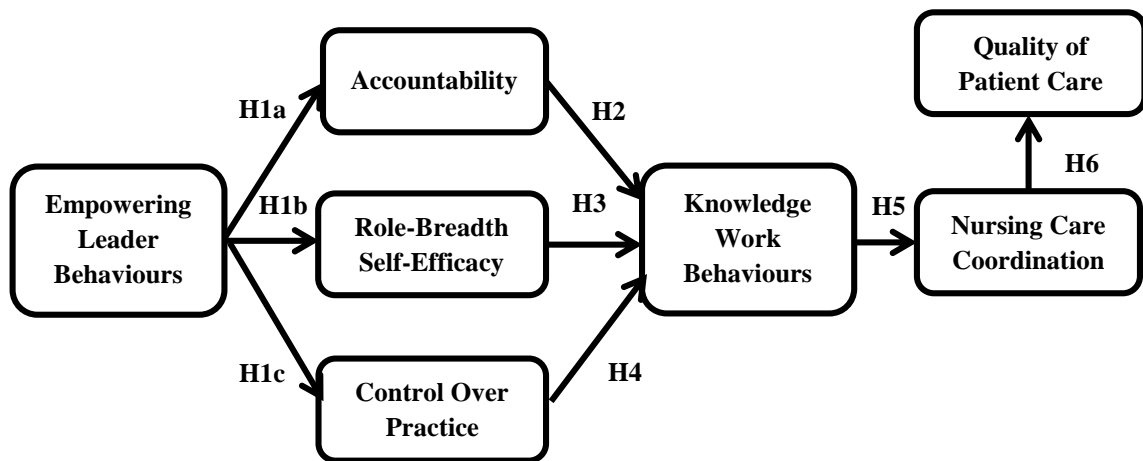 Quality of
Patient Care
Accountability
H1a
H2
H6
Empowering
Leader
Behaviours
H1b
Role-Breadth
Self-Efficacy
H3
Knowledge
Work
Behaviours
H5
Nursing Care
Coordination
H1c
Control Over
Practice
H4